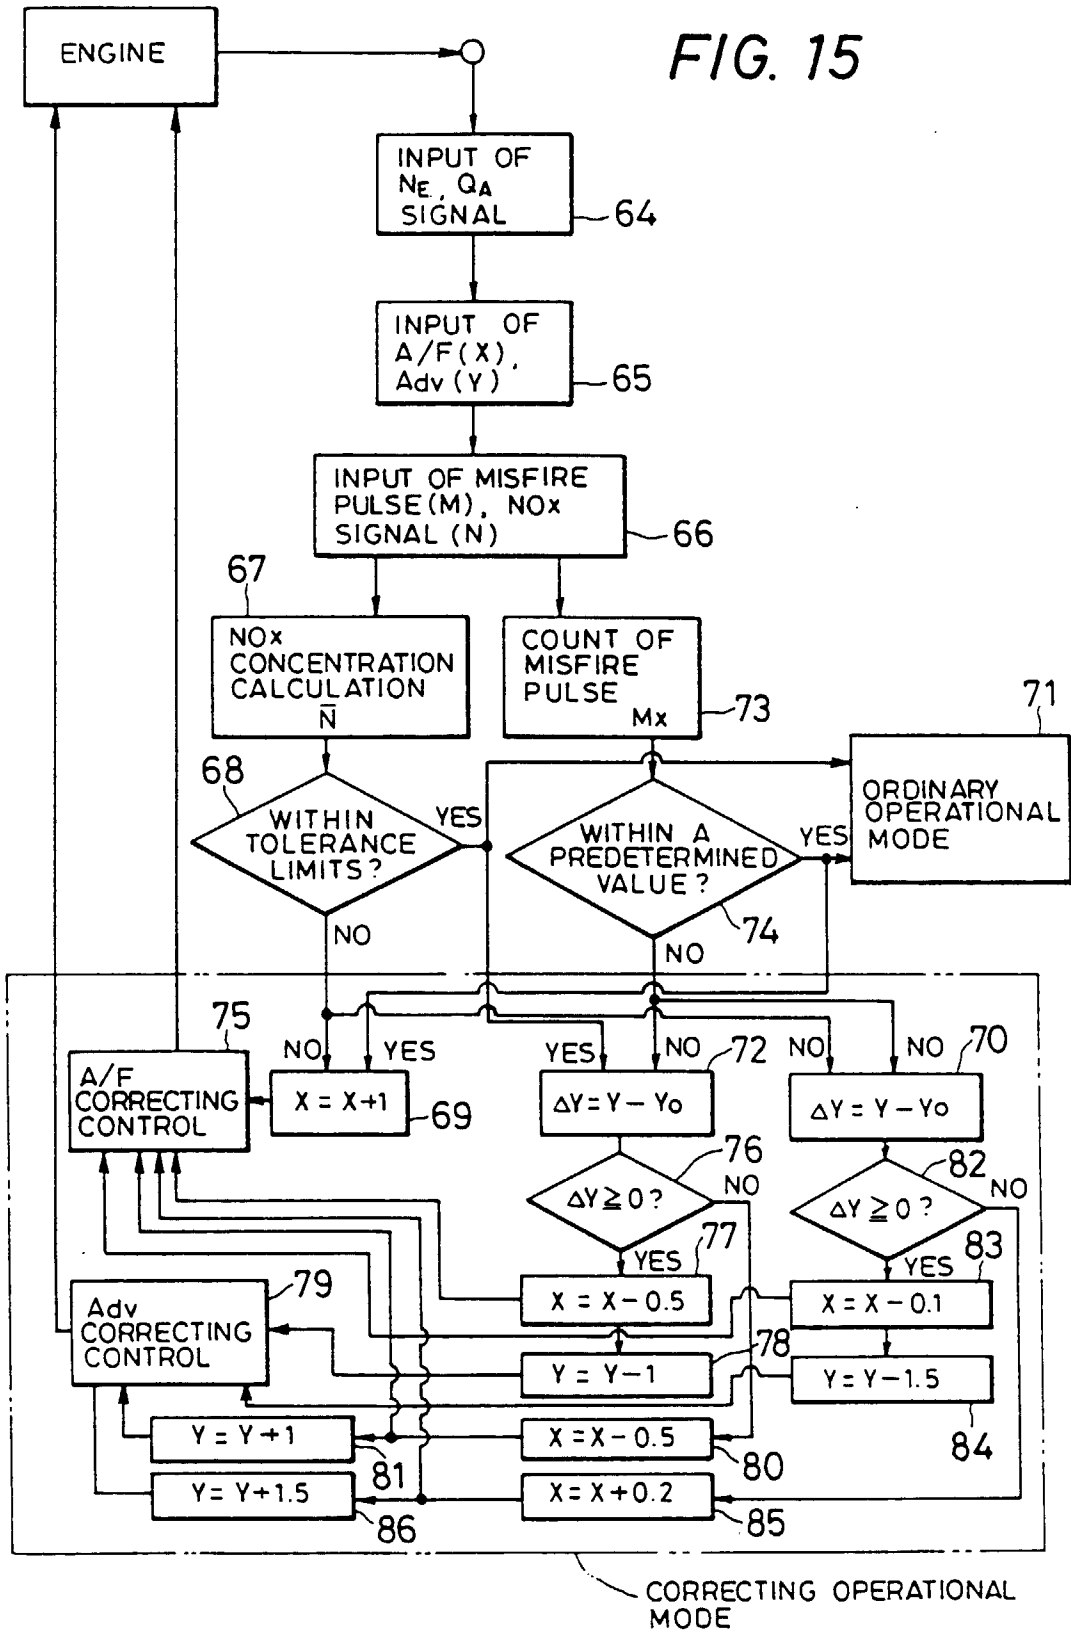 FIG. 15
ENGINE
INPUT OF
NE, QA
SIGNAL
64
INPUT OF
A/F(X),
Adv(Y)
65
INPUT OF MISFIRE
PULSE(M), NOx
SIGNAL(N)
66
67
NOx
CONCENTRATION
CALCULATION
N̄
COUNT OF
MISFIRE
PULSE
Mx
73
71
ORDINARY
OPERATIONAL
MODE
68
WITHIN
TOLERANCE
LIMITS?
YES
NO
WITHIN A
PREDETERMINED
VALUE?
YES
74
NO
75
A/F
CORRECTING
CONTROL
NO
YES
X = X+1
69
YES
NO
72
ΔY = Y – Yo
NO
NO
70
ΔY = Y – Yo
76
ΔY ≧ 0?
NO
YES
82
ΔY ≧ 0?
NO
YES
77
X = X – 0.5
83
X = X – 0.1
79
Adv
CORRECTING
CONTROL
78
Y = Y – 1
Y = Y – 1.5
84
Y = Y + 1
81
X = X – 0.5
80
Y = Y + 1.5
86
X = X + 0.2
85
CORRECTING OPERATIONAL
MODE